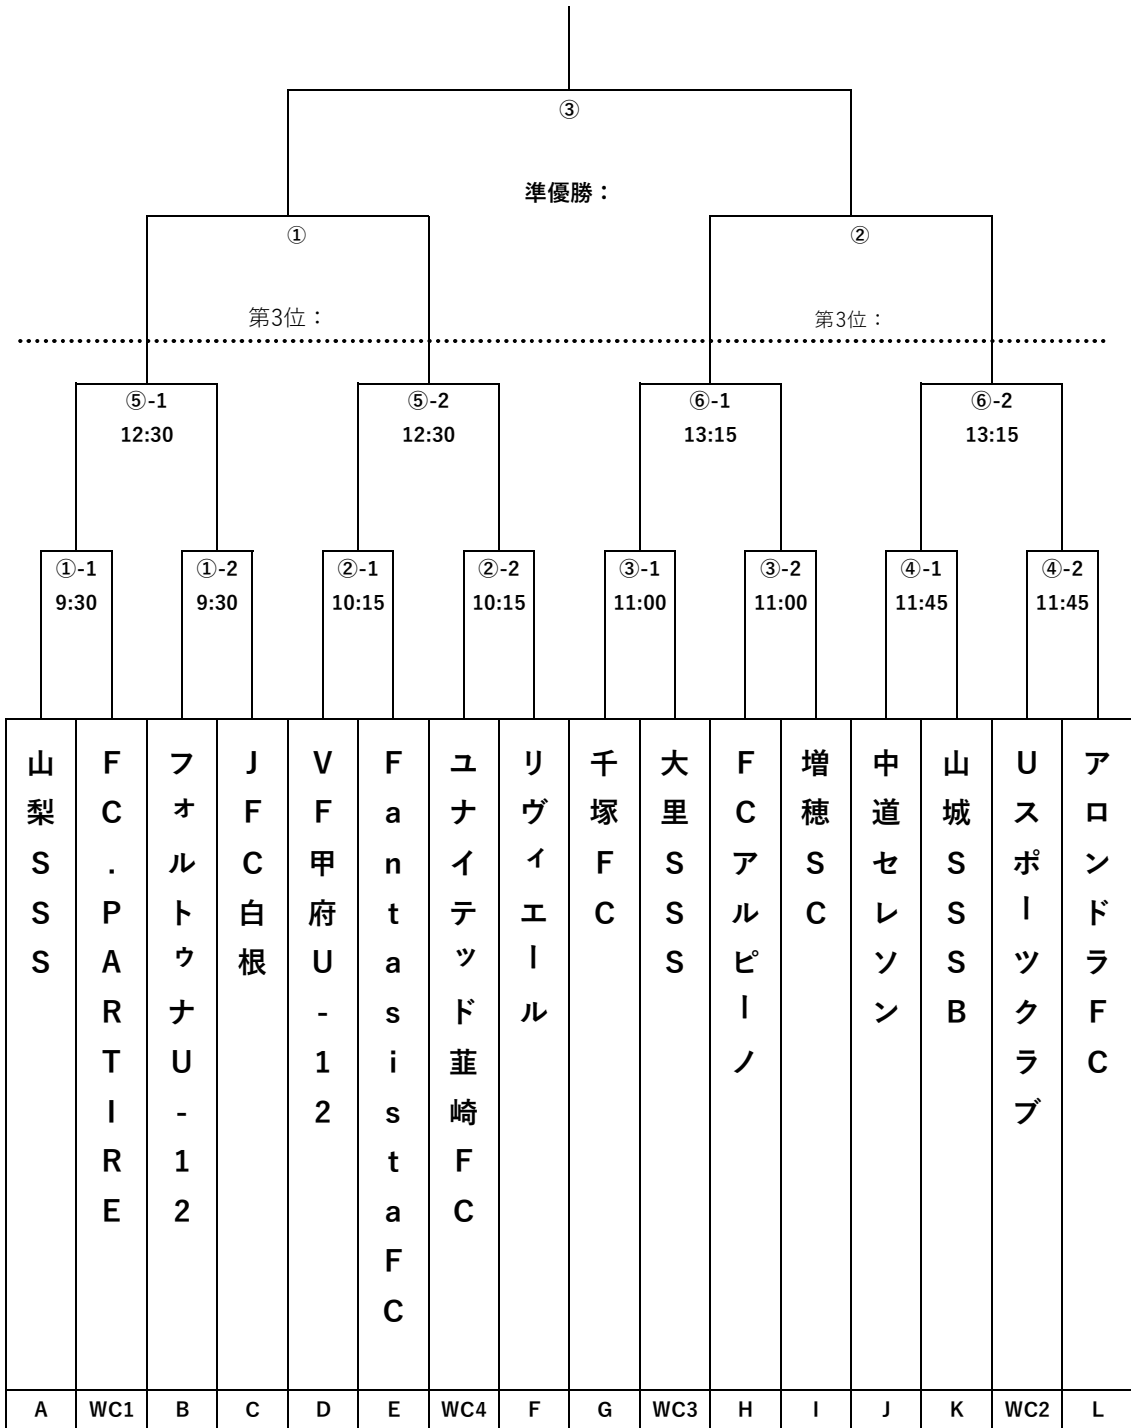 ③
準優勝：
①
②
第3位：
第3位：
⑤-1
12:30
⑤-2
12:30
⑥-1
13:15
⑥-2
13:15
①-1
9:30
①-2
9:30
②-1
10:15
②-2
10:15
③-1
11:00
③-2
11:00
④-1
11:45
④-2
11:45
山梨SSS
FC.PARTIRE
フォルトゥナU-12
JFC白根
VF甲府U-12
FantasistaFC
ユナイテッド韮崎FC
リヴィエール
千塚FC
大里SSS
FCアルピーノ
増穂SC
中道セレソン
山城SSSB
Uスポーツクラブ
アロンドラFC
A
WC1
B
C
D
E
WC4
F
G
WC3
H
I
J
K
WC2
L